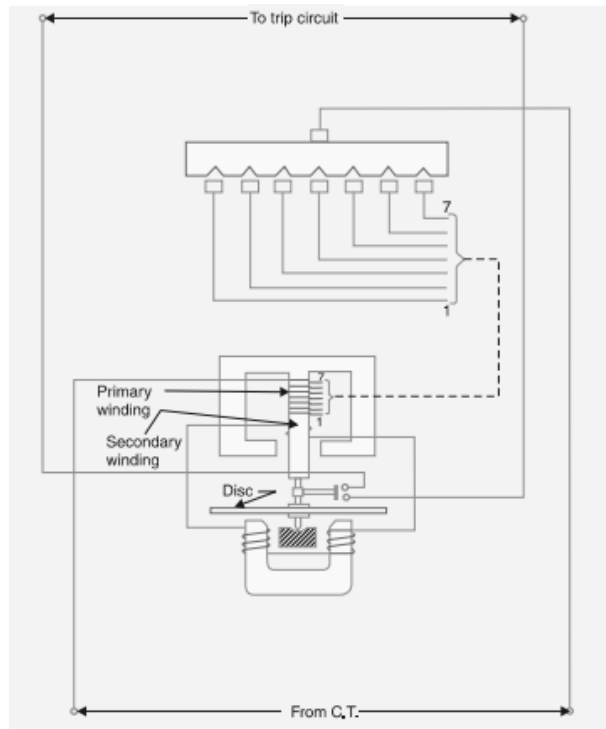 To trip circuit
7
1
7
Primary
winding
1
Secondary
winding
Disc
From C.T.